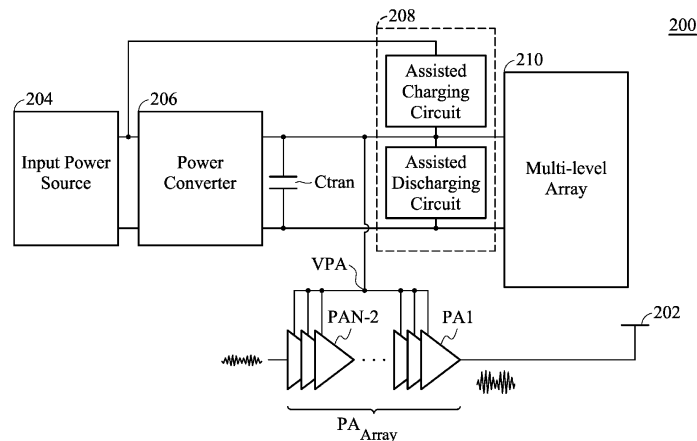 200
208
204
206
210
Assisted
Charging
Circuit
Input Power
Source
Power
Converter
Ctran
Assisted
Discharging
Circuit
Multi-level
Array
VPA
PAN-2
PA1
202
...
PA Array